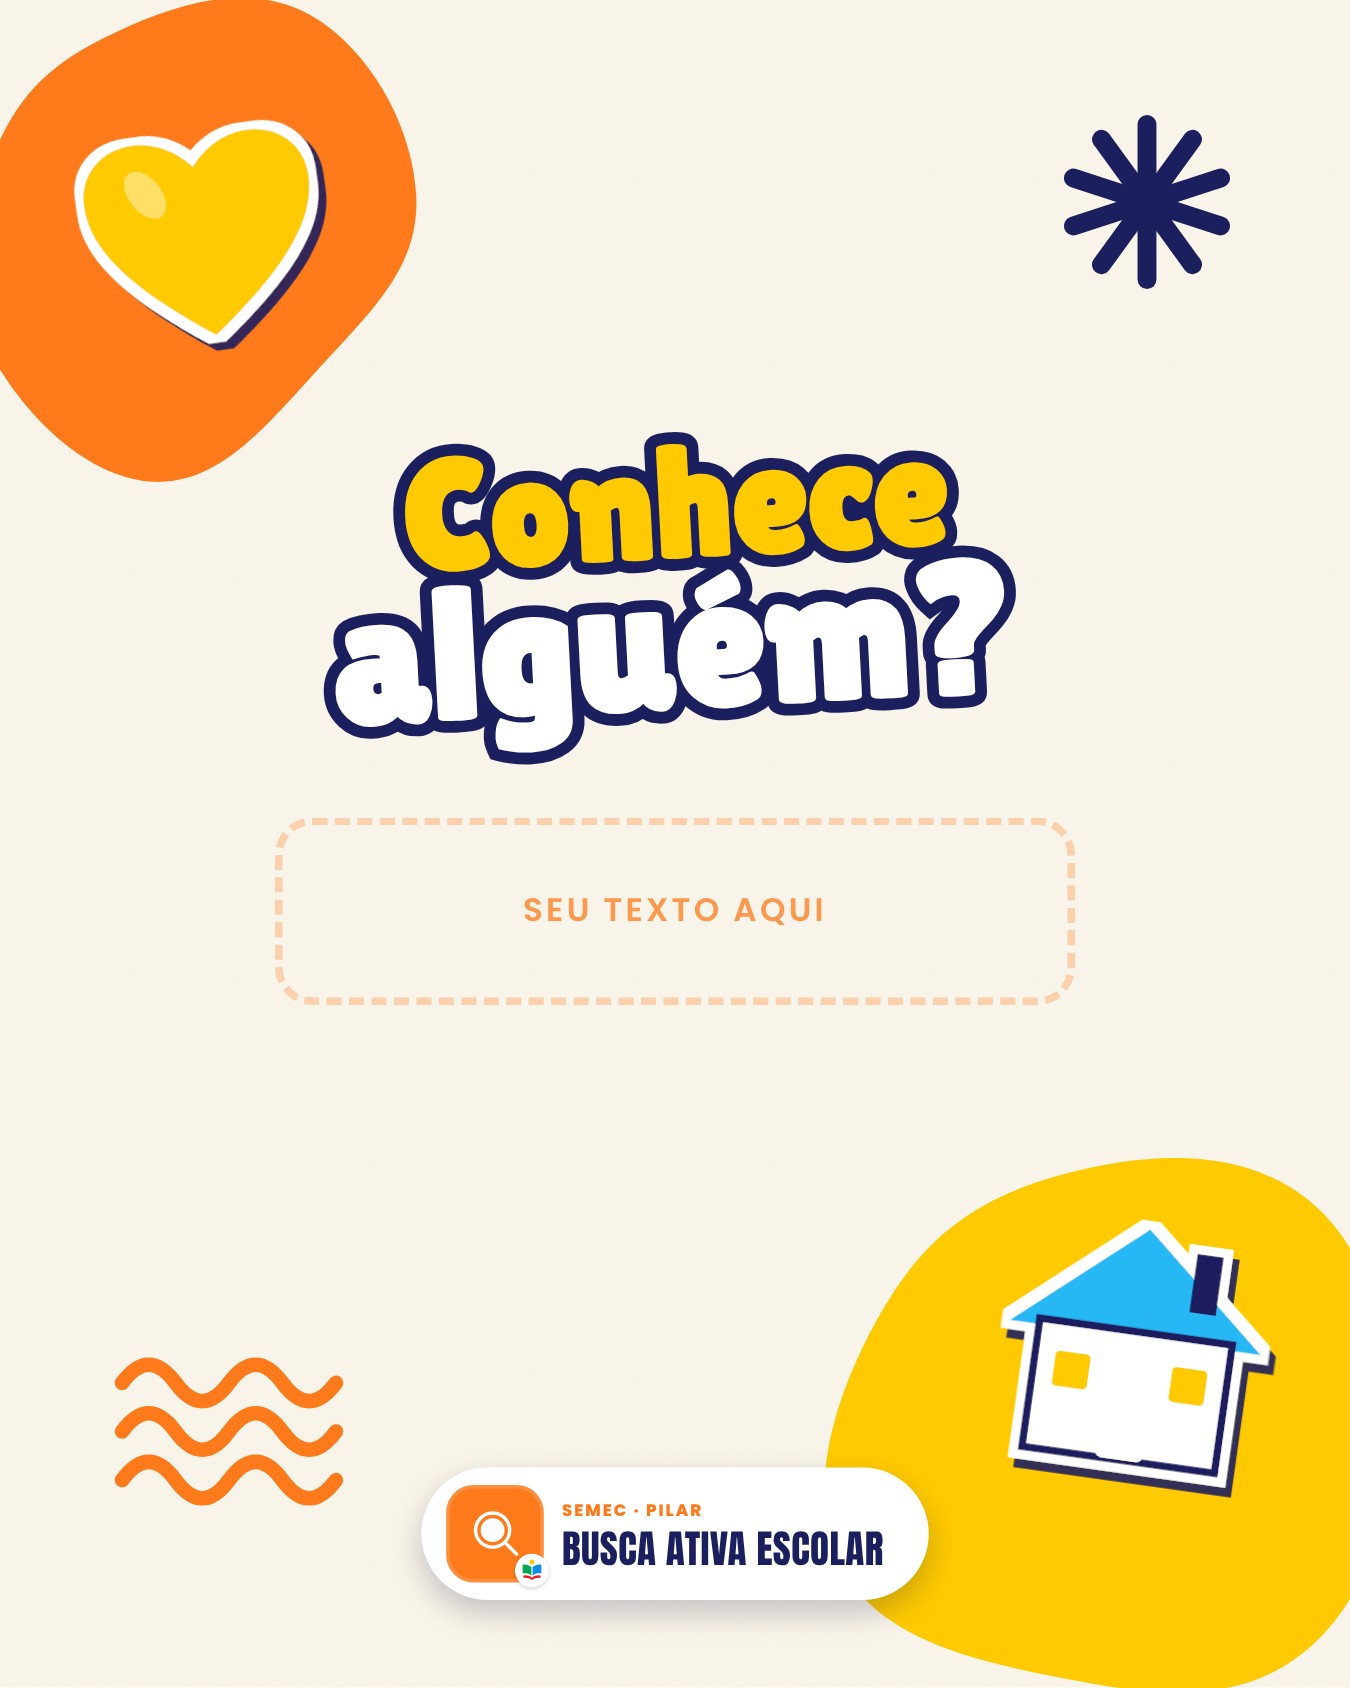 Conhece
alguém?
SEU TEXTO AQUI
SEMEC · PILAR
BUSCA ATIVA ESCOLAR